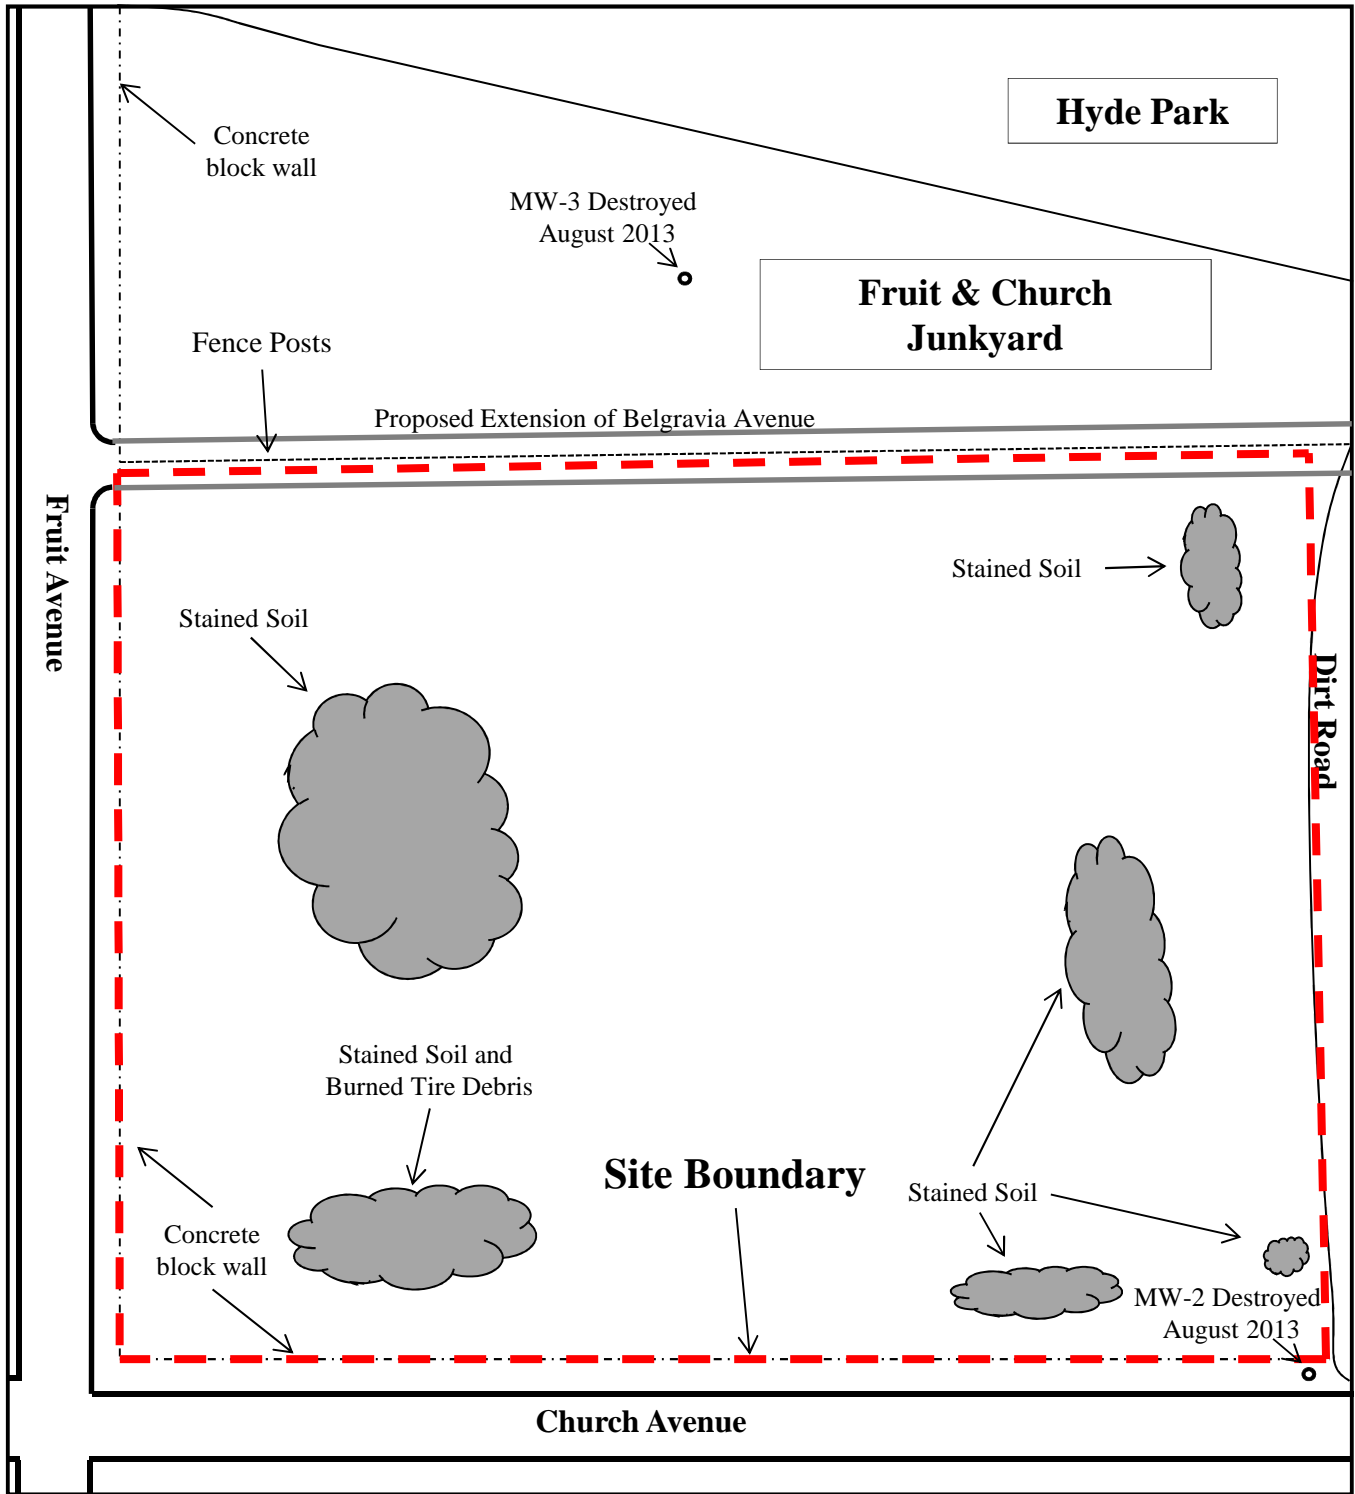 Hyde Park
Concrete
block wall
MW-3 Destroyed
August 2013
Fruit & Church
Junkyard
Fence Posts
Proposed Extension of Belgravia Avenue
Fruit Avenue
Stained Soil
Stained Soil
Dirt Road
Stained Soil and
Burned Tire Debris
Site Boundary
Stained Soil
Concrete
block wall
MW-2 Destroyed
August 2013
Church Avenue